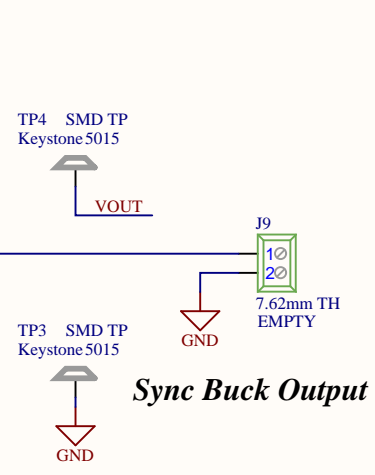 TP4 SMD TP
Keystone 5015
VOUT
J9
1
2
7.62mm TH
EMPTY
GND
TP3 SMD TP
Keystone 5015
Sync Buck Output
GND